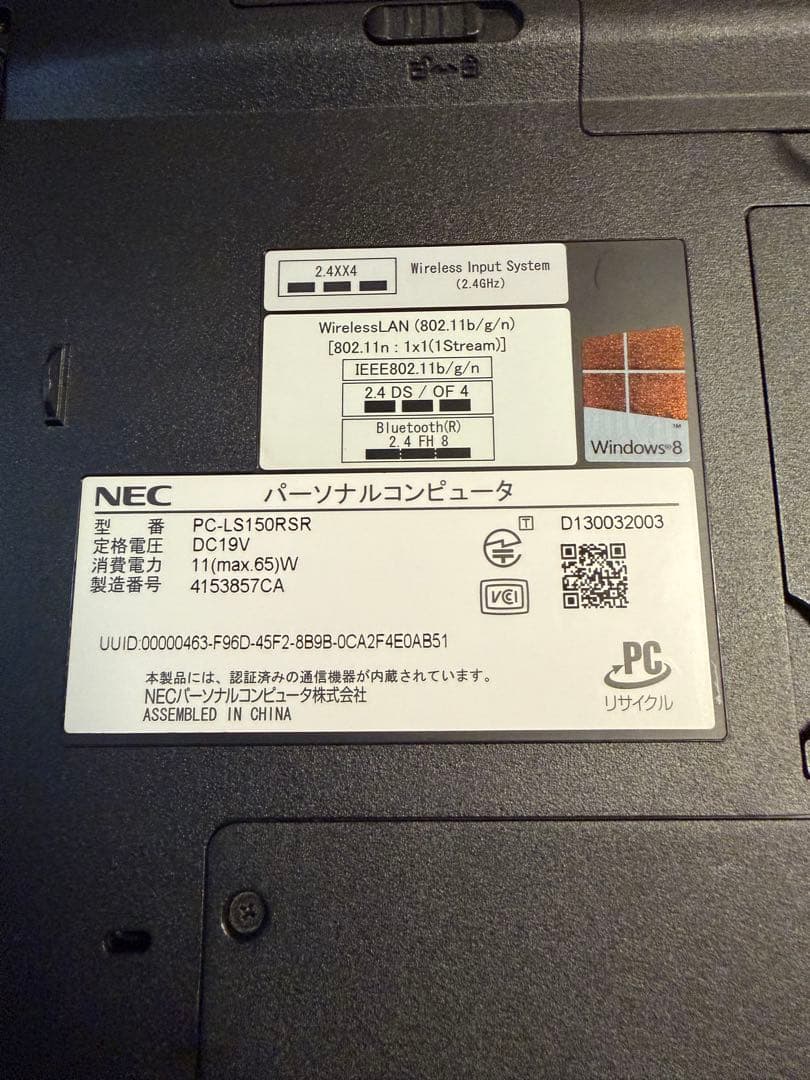 2.4XX4
Wireless Input System
(2.4GHz)
WirelessLAN (802.11b/g/n)
[802.11n : 1x1(1Stream)]
IEEE802.11b/g/n
2.4 DS / OF 4
Bluetooth(R)
2.4 FH 8
Windows 8
TM
NEC パーソナルコンピュータ
型 番 PC-LS150RSR
定格電圧 DC19V
消費電力 11(max.65)W
製造番号 4153857CA
T D130032003
VCI
UUID:00000463-F96D-45F2-8B9B-0CA2F4E0AB51
本製品には、認証済みの通信機器が内蔵されています。
NECパーソナルコンピュータ株式会社
ASSEMBLED IN CHINA
PC
リサイクル